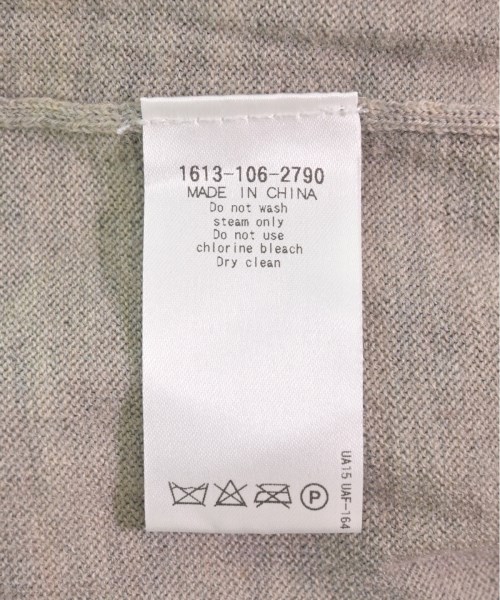 1613-106-2790
MADE IN CHINA
Do not wash
steam only
Do not use
chlorine bleach
Dry clean
P
UA15 UAF-164